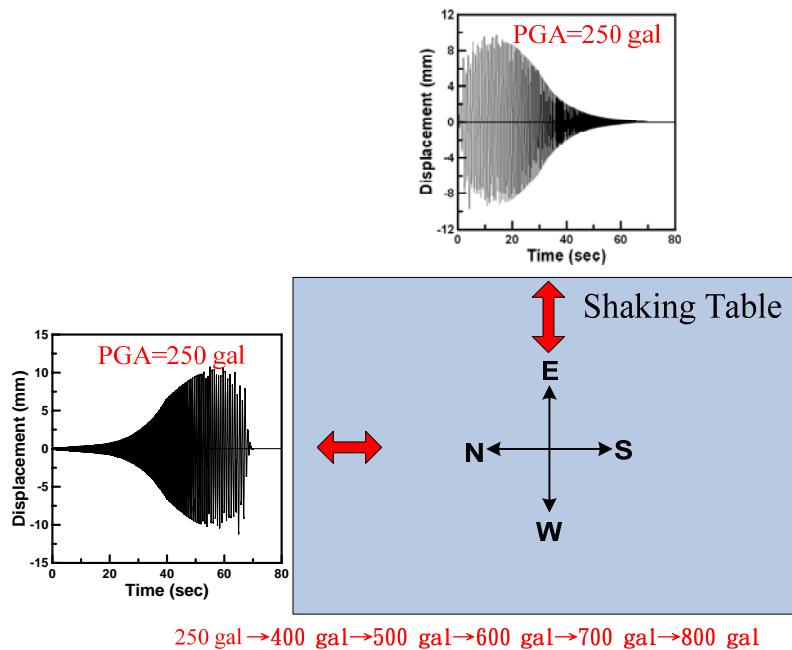 PGA=250 gal
Displacement (mm)
12
8
4
0
-4
-8
-12
0 20 40 60 80
Time (sec)
Shaking Table
PGA=250 gal
Displacement (mm)
15
10
5
0
-5
-10
-15
0 20 40 60 80
Time (sec)
E
N S
W
250 gal→400 gal→500 gal→600 gal→700 gal→800 gal